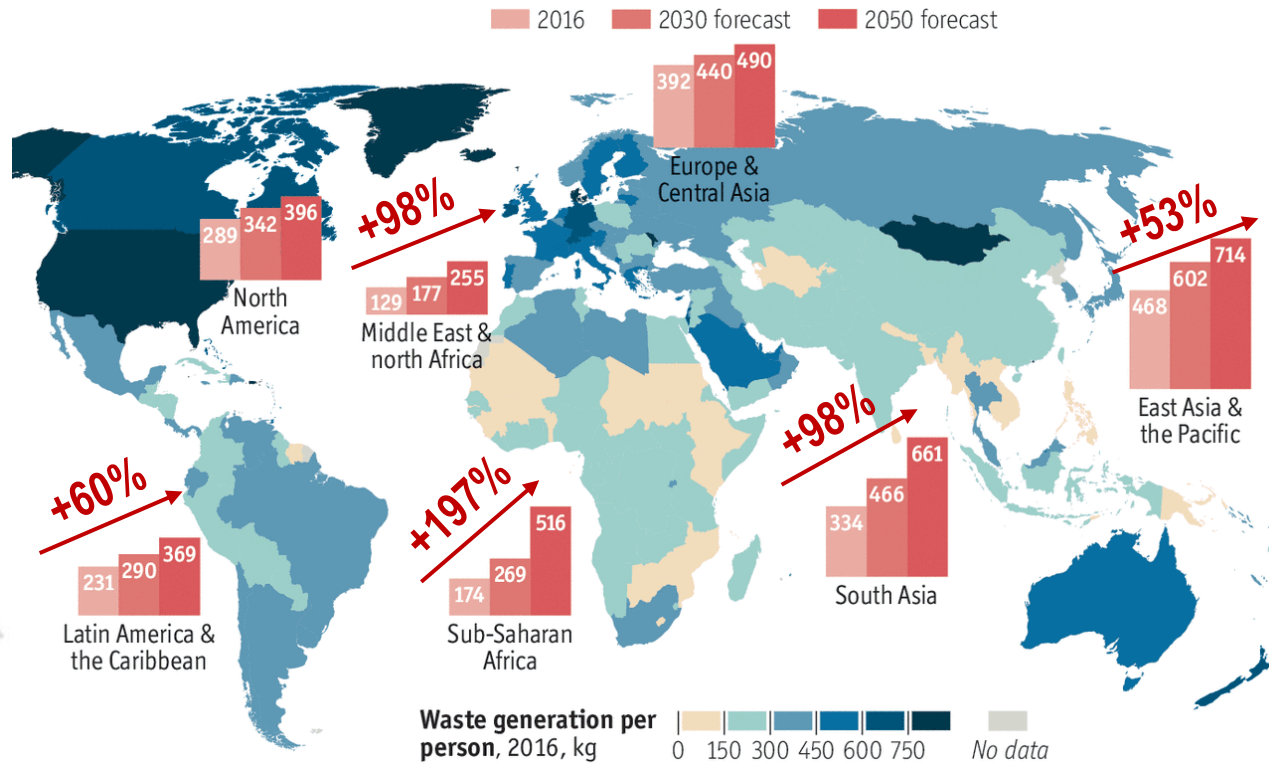 2016 2030 forecast 2050 forecast
392 440 490
Europe &
Central Asia
289 342 396
North
America
+98%
129 177 255
Middle East &
north Africa
+53%
468 602 714
East Asia &
the Pacific
+60%
231 290 369
Latin America &
the Caribbean
+197%
174 269 516
Sub-Saharan
Africa
+98%
334 466 661
South Asia
Waste generation per
person, 2016, kg
0 150 300 450 600 750
No data